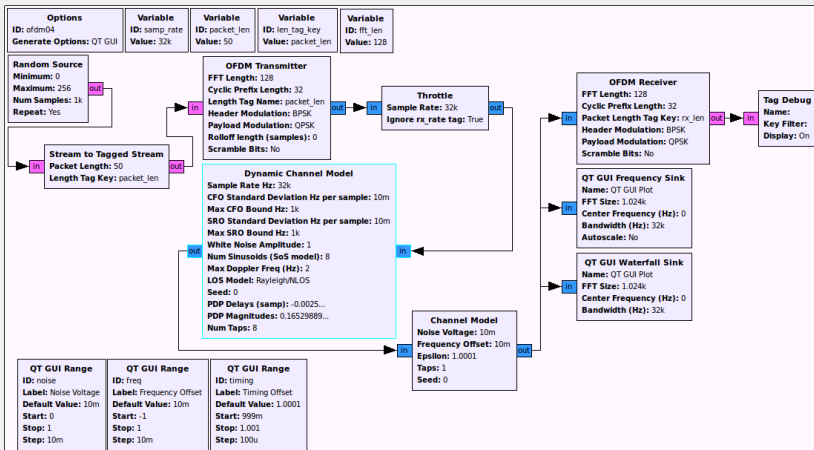 Options
ID: ofdm04
Generate Options: QT GUI
Variable
ID: samp_rate
Value: 32k
Variable
ID: packet_len
Value: 50
Variable
ID: len_tag_key
Value: packet_len
Variable
ID: fft_len
Value: 128
Random Source
Minimum: 0
Maximum: 256
Num Samples: 1k
Repeat: Yes
out
in
Stream to Tagged Stream
Packet Length: 50
Length Tag Key: packet_len
out
in
OFDM Transmitter
FFT Length: 128
Cyclic Prefix Length: 32
Length Tag Name: packet_len
Header Modulation: BPSK
Payload Modulation: QPSK
Rolloff length (samples): 0
Scramble Bits: No
out
in
Throttle
Sample Rate: 32k
Ignore rx_rate tag: True
out
out
Dynamic Channel Model
Sample Rate Hz: 32k
CFO Standard Deviation Hz per sample: 10m
Max CFO Bound Hz: 1k
SRO Standard Deviation Hz per sample: 10m
Max SRO Bound Hz: 1k
White Noise Amplitude: 1
Num Sinusoids (SoS model): 8
Max Doppler Freq (Hz): 2
LOS Model: Rayleigh/NLOS
Seed: 0
PDP Delays (samp): -0.0025...
PDP Magnitudes: 0.16529889...
Num Taps: 8
in
in
Channel Model
Noise Voltage: 10m
Frequency Offset: 10m
Epsilon: 1.0001
Taps: 1
Seed: 0
out
in
OFDM Receiver
FFT Length: 128
Cyclic Prefix Length: 32
Packet Length Tag Key: rx_len
Header Modulation: BPSK
Payload Modulation: QPSK
Scramble Bits: No
out
in
Tag Debug
Name:
Key Filter:
Display: On
in
QT GUI Frequency Sink
Name: QT GUI Plot
FFT Size: 1.024k
Center Frequency (Hz): 0
Bandwidth (Hz): 32k
Autoscale: No
in
QT GUI Waterfall Sink
Name: QT GUI Plot
FFT Size: 1.024k
Center Frequency (Hz): 0
Bandwidth (Hz): 32k
QT GUI Range
ID: noise
Label: Noise Voltage
Default Value: 10m
Start: 0
Stop: 1
Step: 10m
QT GUI Range
ID: freq
Label: Frequency Offset
Default Value: 10m
Start: -1
Stop: 1
Step: 10m
QT GUI Range
ID: timing
Label: Timing Offset
Default Value: 1.0001
Start: 999m
Stop: 1.001
Step: 100u